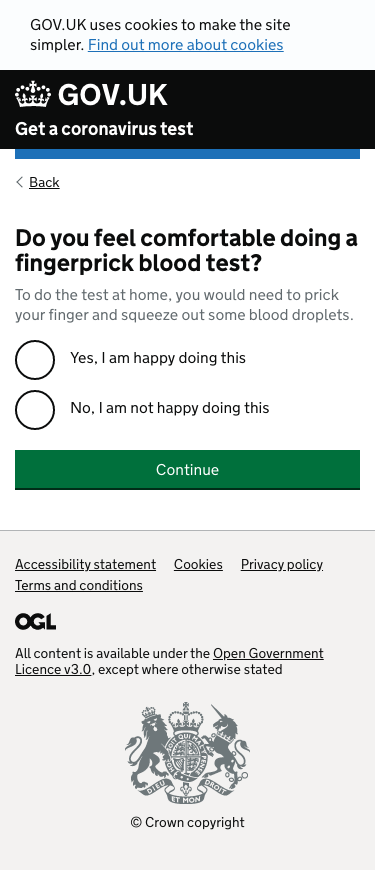 GOV.UK uses cookies to make the site
simpler. Find out more about cookies
GOV.UK
Get a coronavirus test
Back
Do you feel comfortable doing a
fingerprick blood test?
To do the test at home, you would need to prick
your finger and squeeze out some blood droplets.
Yes, I am happy doing this
No, I am not happy doing this
Continue
Accessibility statement Cookies Privacy policy
Terms and conditions
OGL
All content is available under the Open Government
Licence v3.0, except where otherwise stated
DIEU ET MON DROIT
© Crown copyright